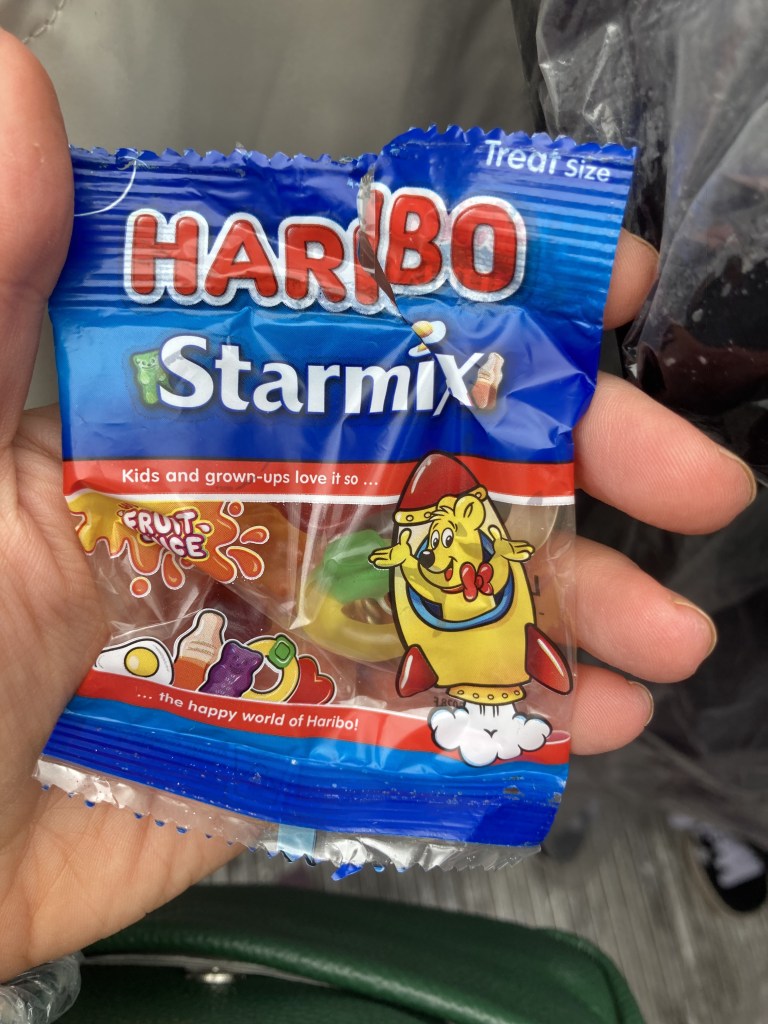 Treat Size
HARIBO
Starmix
Kids and grown-ups love it so ...
FRUIT-
JUICE
... the happy world of Haribo!